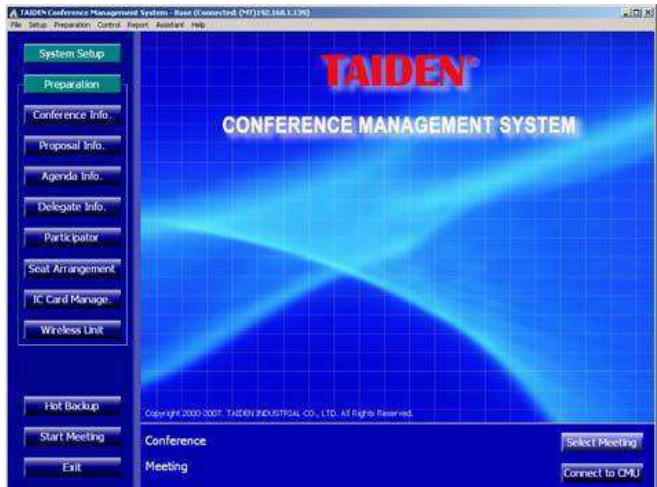 TAIDEN Conference Management System - Base (Connected: (MT)192.168.1.139)
File Setup Preparation Control Report Assistant Help
System Setup
Preparation
Conference Info.
Proposal Info.
Agenda Info.
Delegate Info.
Participator
Seat Arrangement
IC Card Manage.
Wireless Unit
Hot Backup
Start Meeting
Exit
TAIDEN®
CONFERENCE MANAGEMENT SYSTEM
Copyright 2000-2007. TAIDEN INDUSTRIAL CO., LTD. All Rights Reserved.
Conference
Meeting
Select Meeting
Connect to CMU